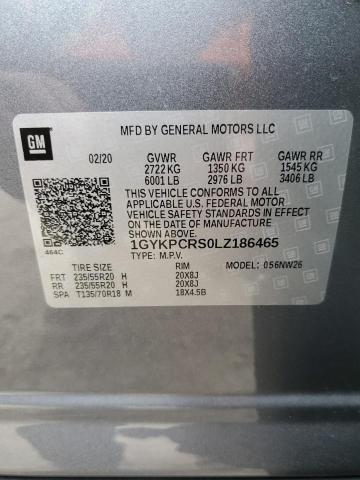 GM
MFD BY GENERAL MOTORS LLC
02/20 GVWR GAWR FRT GAWR RR
2722 KG 1350 KG 1545 KG
6001 LB 2976 LB 3406 LB
THIS VEHICLE CONFORMS TO ALL
APPLICABLE U.S. FEDERAL MOTOR
VEHICLE SAFETY STANDARDS IN EFFECT
ON THE DATE OF MANUFACTURE SHOWN ABOVE.
1GYKPCRS0LZ186465
464C TYPE: M.P.V.
TIRE SIZE RIM MODEL: 056NW26
FRT 235/55R20 H 20X8J
RR 235/55R20 H 20X8J
SPA T135/70R18 M 18X4.5B